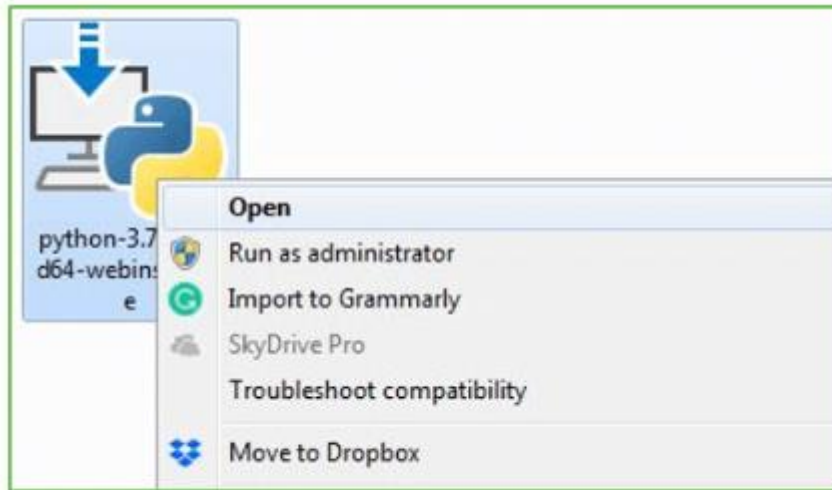 python-3.7
d64-webins
e
Open
Run as administrator
Import to Grammarly
SkyDrive Pro
Troubleshoot compatibility
Move to Dropbox